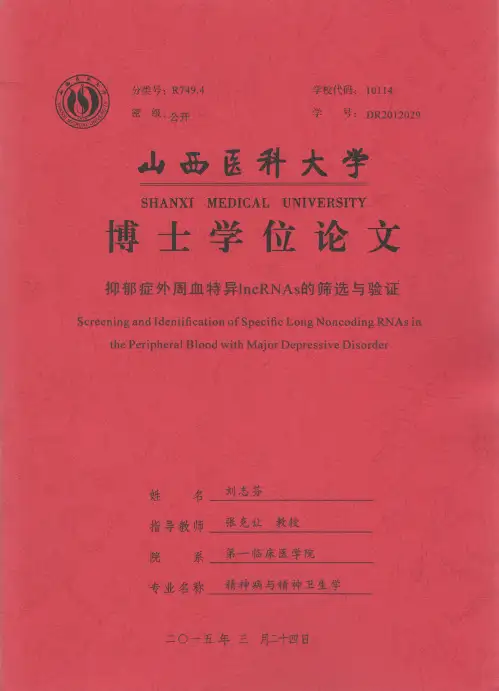 分类号: R749.4 学校代码: 10114
密 级: 公开 学 号: DR2012029
山西医科大学
SHANXI MEDICAL UNIVERSITY
博士学位论文
抑郁症外周血特异lncRNAs的筛选与验证
Screening and Identification of Specific Long Noncoding RNAs in
the Peripheral Blood with Major Depressive Disorder
姓 名 刘志芬
指导教师 张克让 教授
院 系 第一临床医学院
专业名称 精神病与精神卫生学
二〇一五年 三 月二十四日